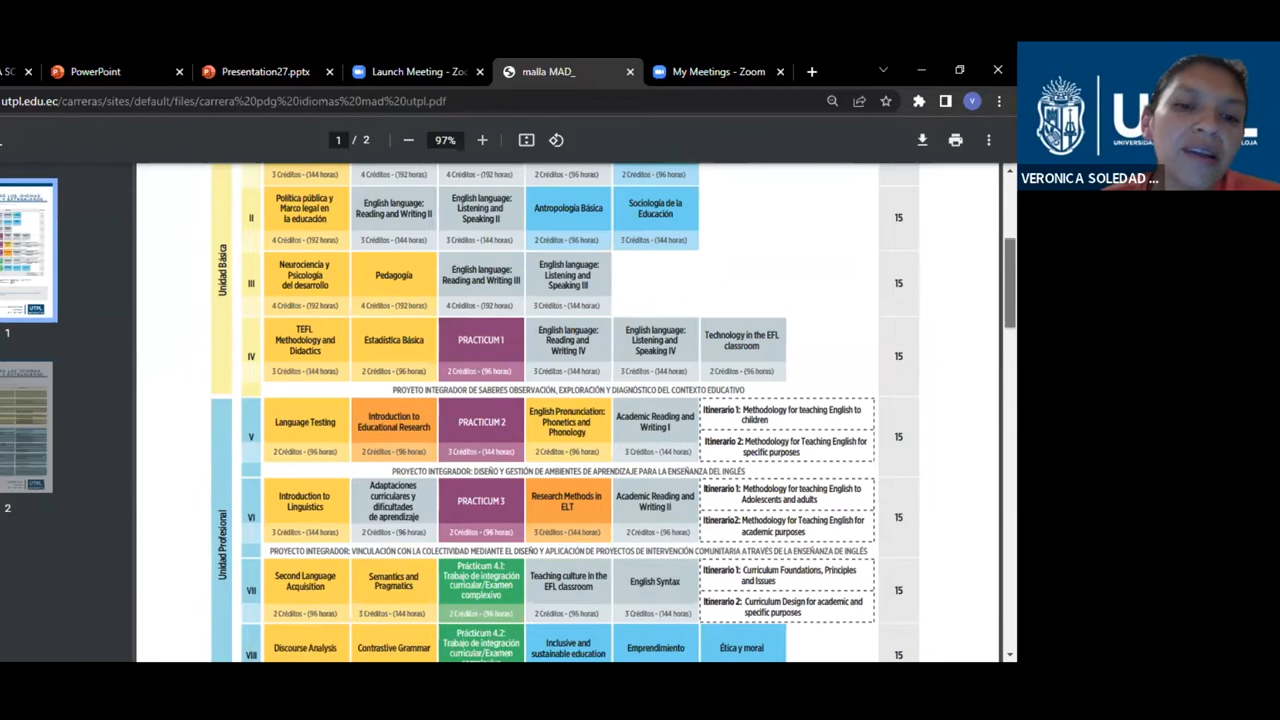 PowerPoint
Presentation27.pptx
Launch Meeting - Zo
malla MAD_
My Meetings - Zoom
utpl.edu.ec/carreras/sites/default/files/carrera%20pdg%20idiomas%20mad%20utpl.pdf
V
1 / 2
97%
VERONICA SOLEDAD ...
1
2
Unidad Básica
3 Créditos - (192 horas)
4 Créditos - (192 horas)
4 Créditos - (192 horas)
2 Créditos - (96 horas)
2 Créditos - (96 horas)
II
Política pública y
Marco legal en
la educación
4 Créditos - (192 horas)
English language:
Reading and Writing II
3 Créditos - (144 horas)
English language:
Listening and
Speaking II
3 Créditos - (144 horas)
Antropología Básica
2 Créditos - (96 horas)
Sociología de la
Educación
3 Créditos - (144 horas)
15
III
Neurociencia y
Psicología
del desarrollo
4 Créditos - (192 horas)
Pedagogía
4 Créditos - (192 horas)
English language:
Reading and Writing III
4 Créditos - (192 horas)
English language:
Listening and
Speaking III
3 Créditos - (144 horas)
15
IV
TEFL
Methodology and
Didactics
3 Créditos - (144 horas)
Estadística Básica
2 Créditos - (96 horas)
PRACTICUM 1
2 Créditos - (96 horas)
English language:
Reading and
Writing IV
3 Créditos - (144 horas)
English language:
Listening and
Speaking IV
3 Créditos - (144 horas)
Technology in the EFL
classroom
2 Créditos - (96 horas)
15
PROYETO INTEGRADOR DE SABERES OBSERVACIÓN, EXPLORACIÓN Y DIAGNÓSTICO DEL CONTEXTO EDUCATIVO
Unidad Profesional
V
Language Testing
2 Créditos - (96 horas)
Introduction to
Educational Research
2 Créditos - (96 horas)
PRACTICUM 2
3 Créditos - (144 horas)
English Pronunciation:
Phonetics and
Phonology
2 Créditos - (96 horas)
Academic Reading and
Writing I
3 Créditos - (144 horas)
Itinerario 1: Methodology for teaching English to
children
Itinerario 2: Methodology for Teaching English for
specific purposes
15
PROYECTO INTEGRADOR: DISEÑO Y GESTIÓN DE AMBIENTES DE APRENDIZAJE PARA LA ENSEÑANZA DEL INGLÉS
VI
Introduction to
Linguistics
3 Créditos - (144 horas)
Adaptaciones
curriculares y
dificultades
de aprendizaje
2 Créditos - (96 horas)
PRACTICUM 3
2 Créditos - (96 horas)
Research Methods in
ELT
3 Créditos - (144 horas)
Academic Reading and
Writing II
2 Créditos - (96 horas)
Itinerario 1: Methodology for teaching English to
Adolescents and adults
Itinerario2: Methodology for Teaching English for
academic purposes
15
PROYECTO INTEGRADOR: VINCULACIÓN CON LA COLECTIVIDAD MEDIANTE EL DISEÑO Y APLICACIÓN DE PROYECTOS DE INTERVENCIÓN COMUNITARIA A TRAVÉS DE LA ENSEÑANZA DE INGLÉS
VII
Second Language
Acquisition
2 Créditos - (96 horas)
Semantics and
Pragmatics
3 Créditos - (144 horas)
Prácticum 4.1:
Trabajo de integración
curricular/Examen
complexivo
2 Créditos - (96 horas)
Teaching culture in the
EFL classroom
2 Créditos - (96 horas)
English Syntax
3 Créditos - (144 horas)
Itinerario 1: Curriculum Foundations, Principles
and Issues
Itinerario 2: Curriculum Design for academic and
specific purposes
15
VIII
Discourse Analysis
Contrastive Grammar
Prácticum 4.2:
Trabajo de integración
curricular/Examen
Inclusive and
sustainable education
Emprendimiento
Ética y moral
15